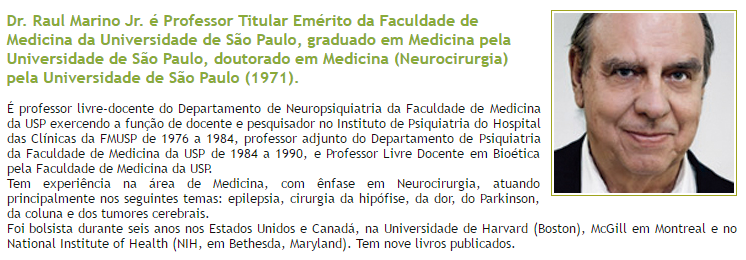 Dr. Raul Marino Jr. é Professor Titular Emérito da Faculdade de
Medicina da Universidade de São Paulo, graduado em Medicina pela
Universidade de São Paulo, doutorado em Medicina (Neurocirurgia)
pela Universidade de São Paulo (1971).
É professor livre-docente do Departamento de Neuropsiquiatria da Faculdade de Medicina
da USP exercendo a função de docente e pesquisador no Instituto de Psiquiatria do Hospital
das Clínicas da FMUSP de 1976 a 1984, professor adjunto do Departamento de Psiquiatria
da Faculdade de Medicina da USP de 1984 a 1990, e Professor Livre Docente em Bioética
pela Faculdade de Medicina da USP.
Tem experiência na área de Medicina, com ênfase em Neurocirurgia, atuando
principalmente nos seguintes temas: epilepsia, cirurgia da hipófise, da dor, do Parkinson,
da coluna e dos tumores cerebrais.
Foi bolsista durante seis anos nos Estados Unidos e Canadá, na Universidade de Harvard (Boston), McGill em Montreal e no
National Institute of Health (NIH, em Bethesda, Maryland). Tem nove livros publicados.